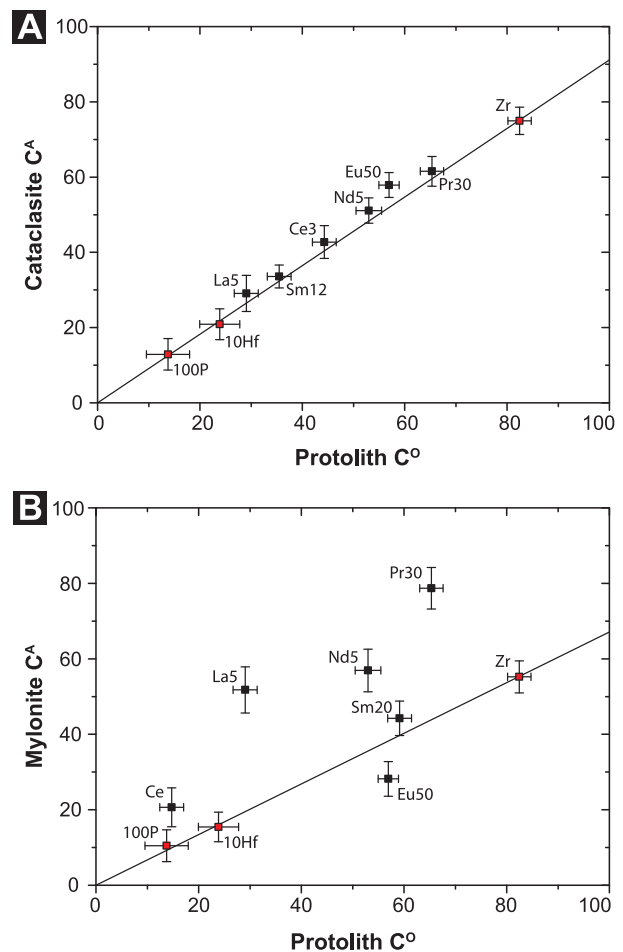 A
100
80
60
40
20
0
Cataclasite C^A
Zr
Eu50
Pr30
Nd5
Ce3
La5
Sm12
10Hf
100P
0 20 40 60 80 100
Protolith C^O
B
100
80
60
40
20
0
Mylonite C^A
Pr30
Nd5
Zr
La5
Sm20
Ce
Eu50
100P
10Hf
0 20 40 60 80 100
Protolith C^O